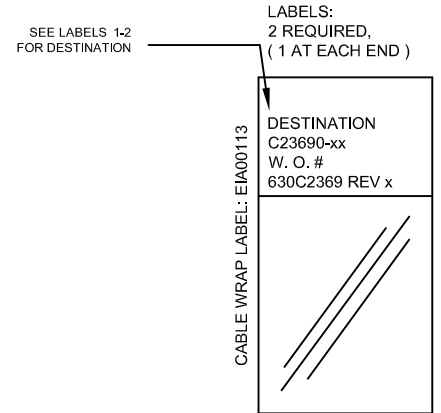 LABELS:
2 REQUIRED,
( 1 AT EACH END )
SEE LABELS 1-2
FOR DESTINATION
DESTINATION
C23690-xx
W. O. #
630C2369 REV x
CABLE WRAP LABEL: EIA00113